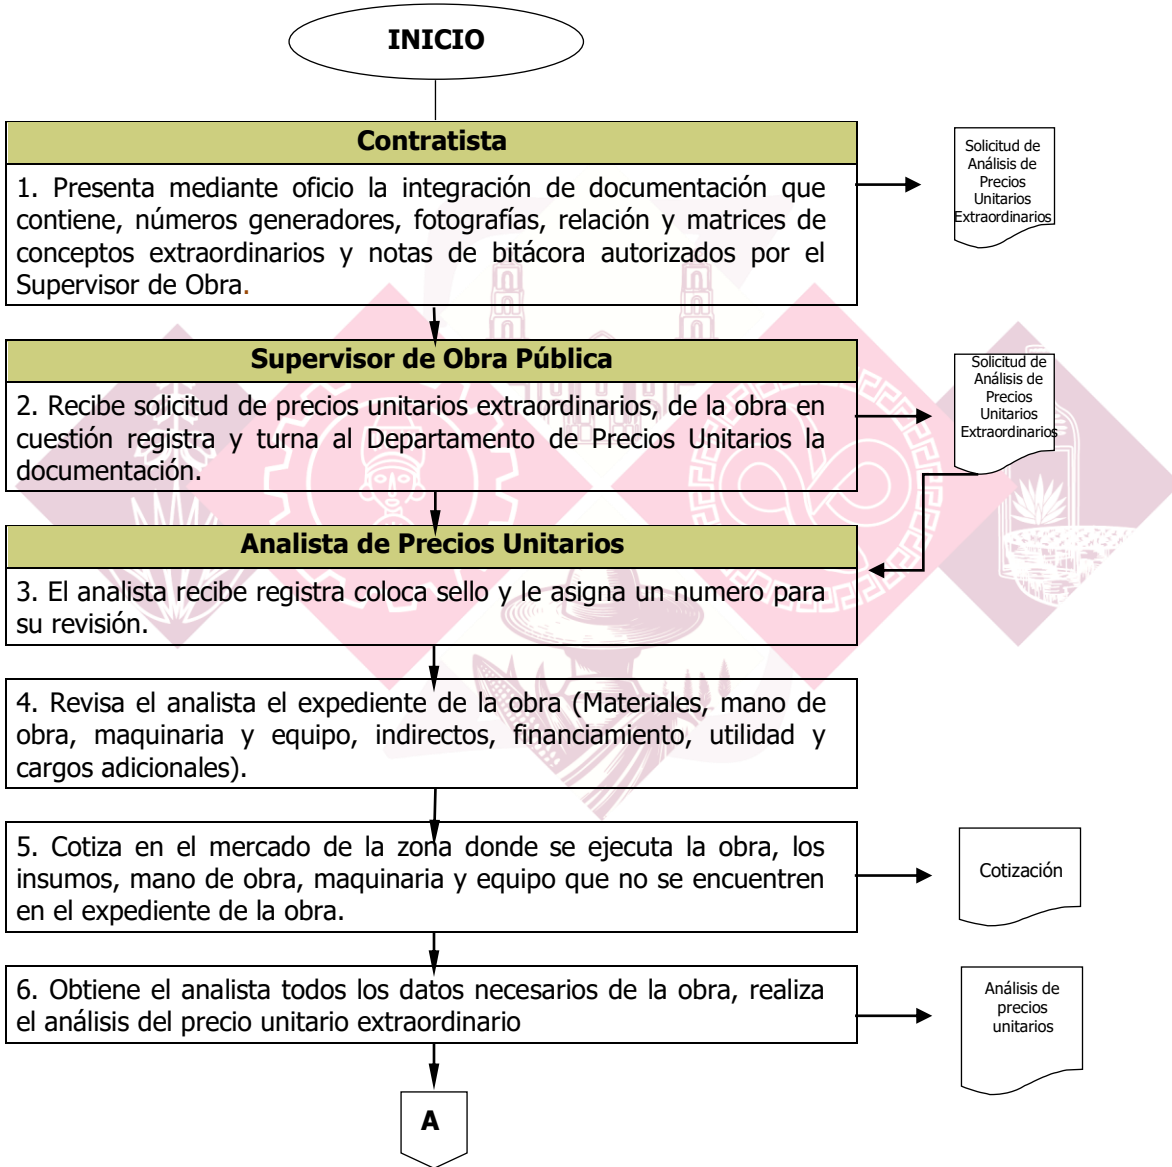 INICIO
Contratista
1. Presenta mediante oficio la integración de documentación que
contiene, números generadores, fotografías, relación y matrices de
conceptos extraordinarios y notas de bitácora autorizados por el
Supervisor de Obra.
Solicitud de
Análisis de
Precios
Unitarios
Extraordinarios
Supervisor de Obra Pública
2. Recibe solicitud de precios unitarios extraordinarios, de la obra en
cuestión registra y turna al Departamento de Precios Unitarios la
documentación.
Solicitud de
Análisis de
Precios
Unitarios
Extraordinarios
Analista de Precios Unitarios
3. El analista recibe registra coloca sello y le asigna un numero para
su revisión.
4. Revisa el analista el expediente de la obra (Materiales, mano de
obra, maquinaria y equipo, indirectos, financiamiento, utilidad y
cargos adicionales).
5. Cotiza en el mercado de la zona donde se ejecuta la obra, los
insumos, mano de obra, maquinaria y equipo que no se encuentren
en el expediente de la obra.
Cotización
6. Obtiene el analista todos los datos necesarios de la obra, realiza
el análisis del precio unitario extraordinario
Análisis de
precios
unitarios
A